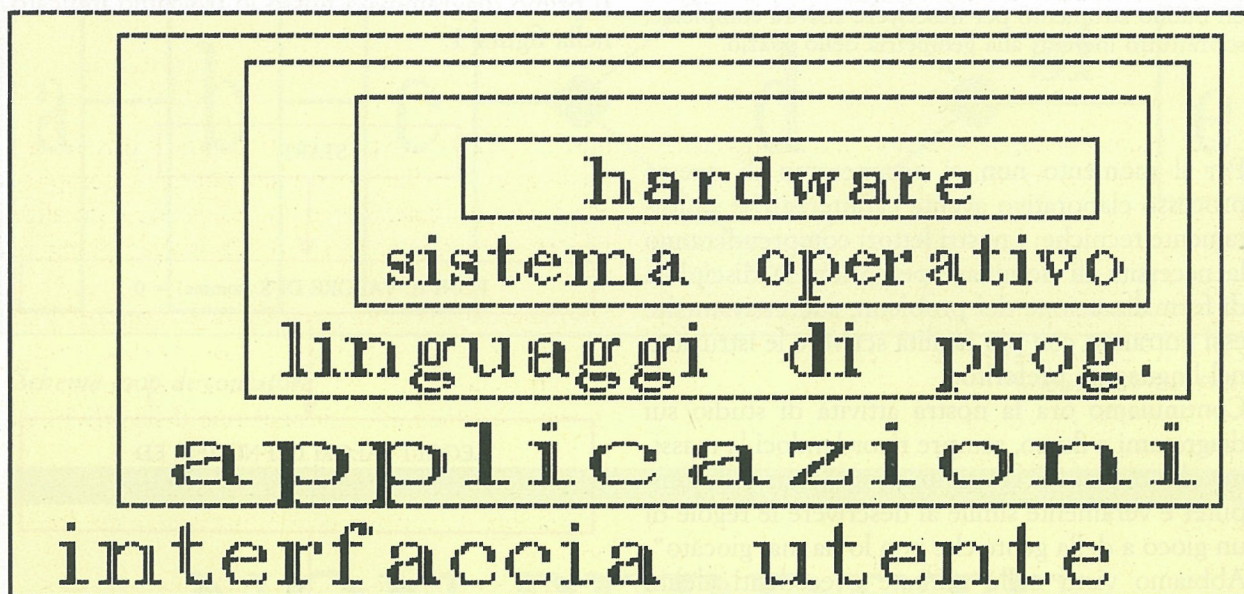 hardware
sistema operativo
linguaggi di prog.
applicazioni
interfaccia utente